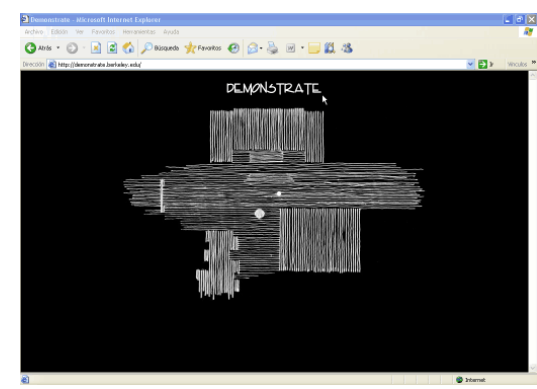 Demonstrate - Microsoft Internet Explorer
Archivo Edición Ver Favoritos Herramientas Ayuda
Atrás Búsqueda Favoritos
Dirección http://demonstrate.berkeley.edu/ Ir Vínculos »
DEMONSTRATE
Internet